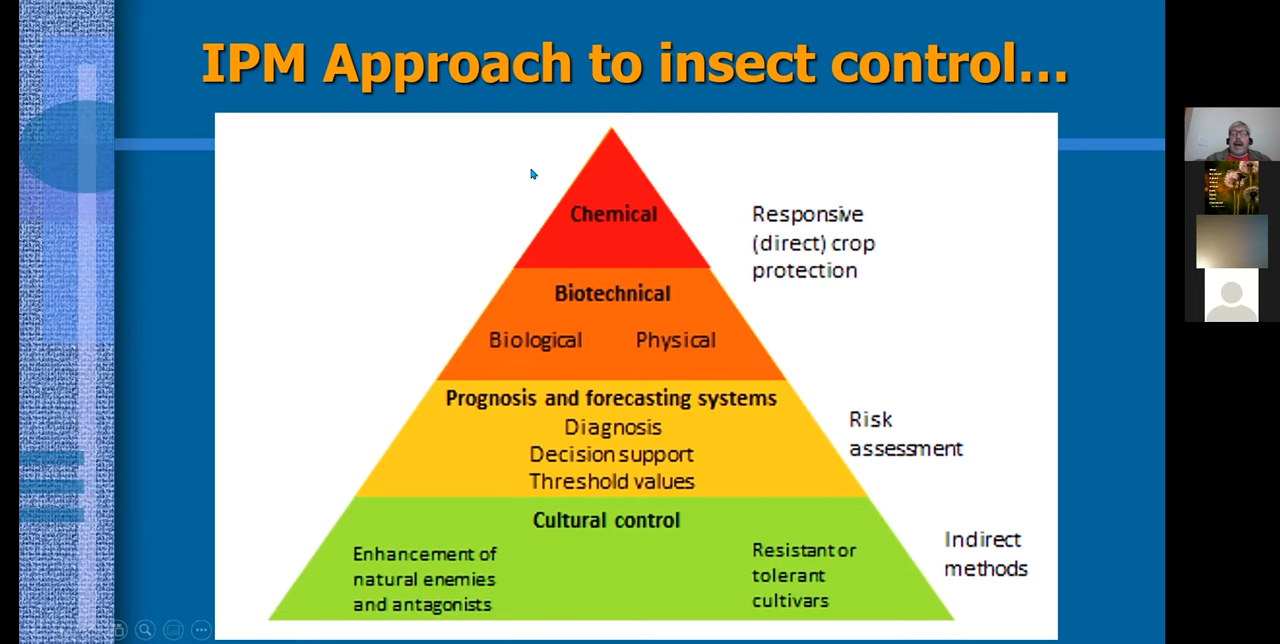 IPM Approach to insect control...
Chemical
Responsive
(direct) crop
protection
Biotechnical
Biological Physical
Prognosis and forecasting systems
Diagnosis
Decision support
Threshold values
Risk
assessment
Cultural control
Enhancement of
natural enemies
and antagonists
Resistant or
tolerant
cultivars
Indirect
methods